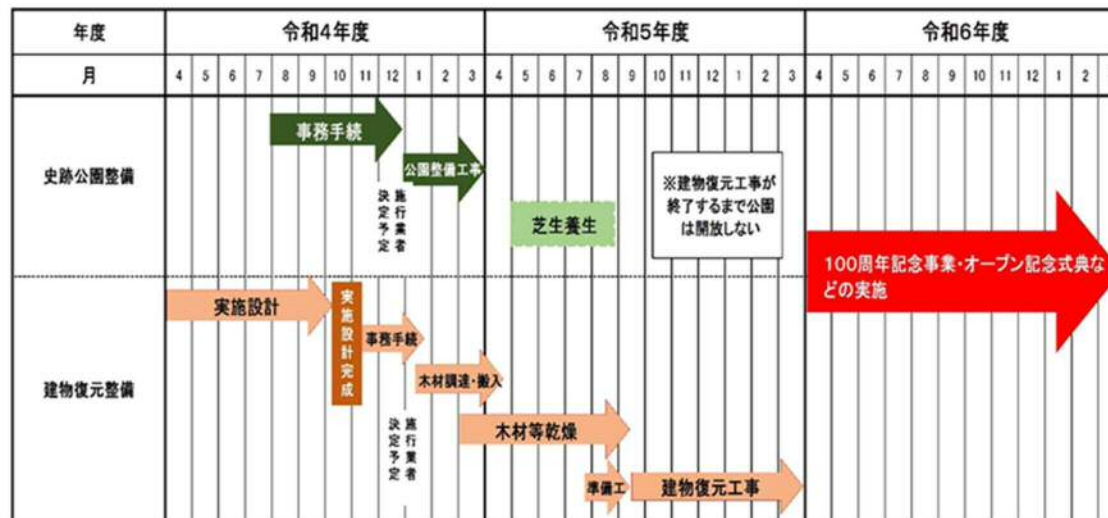 年度 令和4年度 令和5年度 令和6年度
月 4 5 6 7 8 9 10 11 12 1 2 3 4 5 6 7 8 9 10 11 12 1 2 3 4 5 6 7 8 9 10 11 12 1 2
史跡公園整備
事務手続
公園整備工事
施行業者
決定予定
芝生養生
※建物復元工事が
終了するまで公園
は開放しない
100周年記念事業・オープン記念式典な
どの実施
建物復元整備
実施設計
実施設計完成
事務手続
木材調達・搬入
施行業者
決定予定
木材等乾燥
準備工
建物復元工事